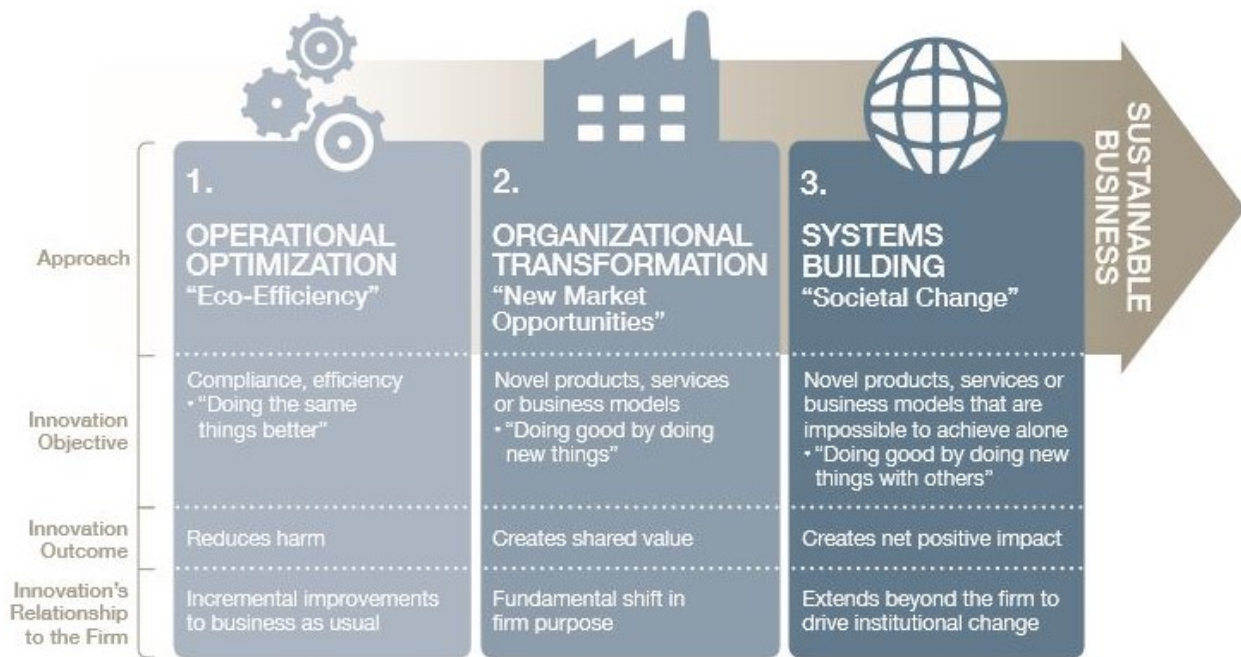 SUSTAINABLE
BUSINESS
Approach
1.
OPERATIONAL
OPTIMIZATION
“Eco-Efficiency”
2.
ORGANIZATIONAL
TRANSFORMATION
“New Market
Opportunities”
3.
SYSTEMS
BUILDING
“Societal Change”
Innovation
Objective
Compliance, efficiency
• “Doing the same
things better”
Novel products, services
or business models
• “Doing good by doing
new things”
Novel products, services or
business models that are
impossible to achieve alone
• “Doing good by doing new
things with others”
Innovation
Outcome
Reduces harm
Creates shared value
Creates net positive impact
Innovation’s
Relationship
to the Firm
Incremental improvements
to business as usual
Fundamental shift in
firm purpose
Extends beyond the firm to
drive institutional change